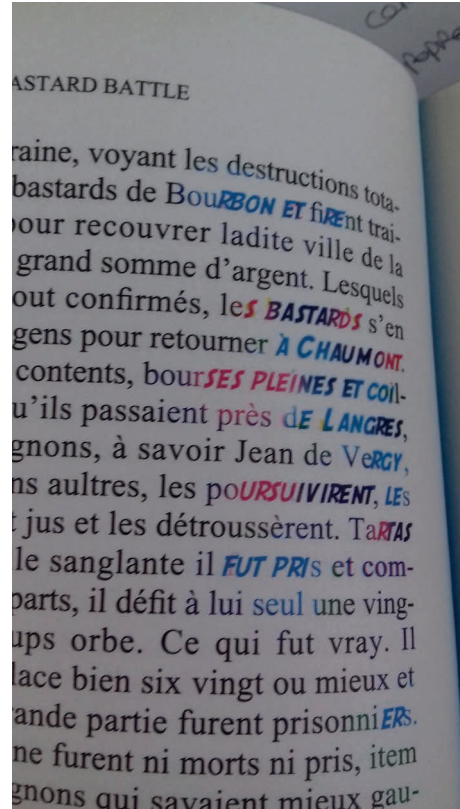 ASTARD BATTLE
raine, voyant les destructions tota-
bastards de BouRBON ET fiREnt trai-
pour recouvrer ladite ville de la
grand somme d'argent. Lesquels
out confirmés, leS BASTARDS s'en
gens pour retourner À CHAUMONT.
contents, bourSES PLEINES ET coil-
u'ils passaient près dE LANGRES,
gnons, à savoir Jean de VeRGY,
ns aultres, les poURSUIVIRENT, LEs
t jus et les détroussèrent. TaRTAS
le sanglante il FUT PRIs et com-
parts, il défit à lui seul une ving-
ups orbe. Ce qui fut vray. Il
lace bien six vingt ou mieux et
ande partie furent prisonniERs.
ne furent ni morts ni pris, item
gnons qui savaient mieux gau-